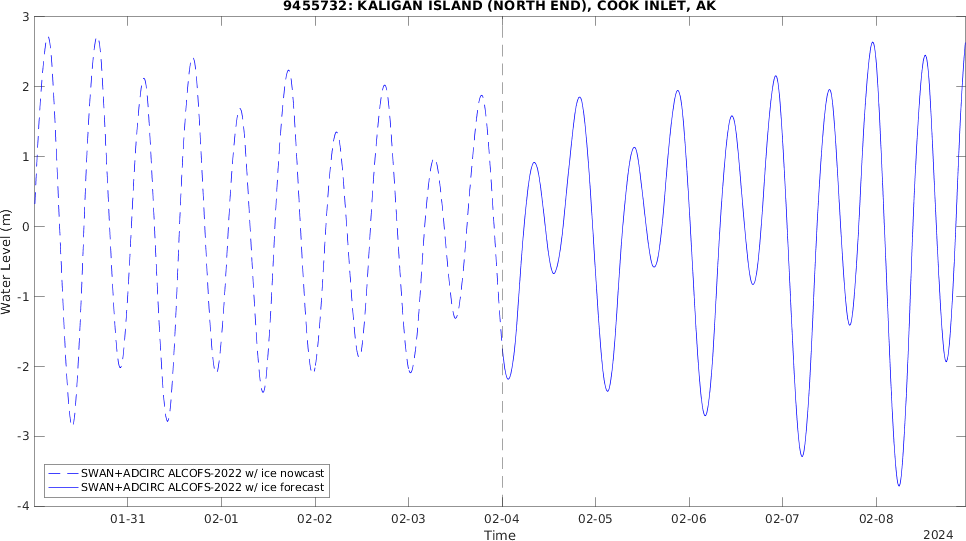 9455732: KALIGAN ISLAND (NORTH END), COOK INLET, AK
3
2
1
0
-1
-2
-3
-4
Water Level (m)
SWAN+ADCIRC ALCOFS-2022 w/ ice nowcast
SWAN+ADCIRC ALCOFS-2022 w/ ice forecast
01-31 02-01 02-02 02-03 02-04 02-05 02-06 02-07 02-08
Time
2024